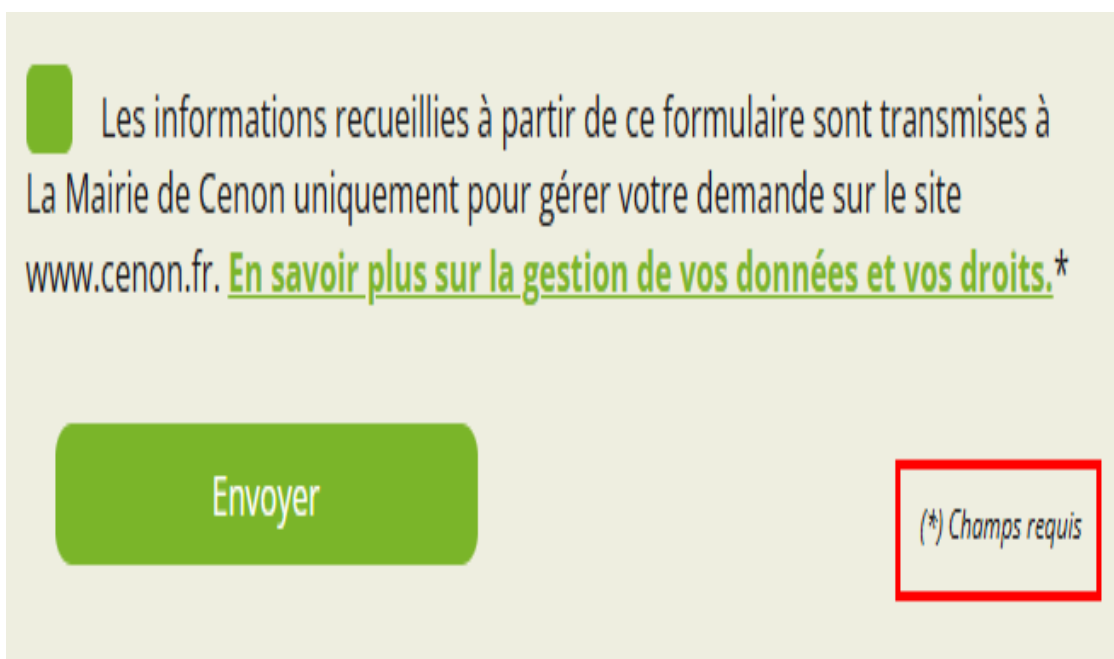 Les informations recueillies à partir de ce formulaire sont transmises à
La Mairie de Cenon uniquement pour gérer votre demande sur le site
www.cenon.fr. En savoir plus sur la gestion de vos données et vos droits.*
Envoyer
(*) Champs requis